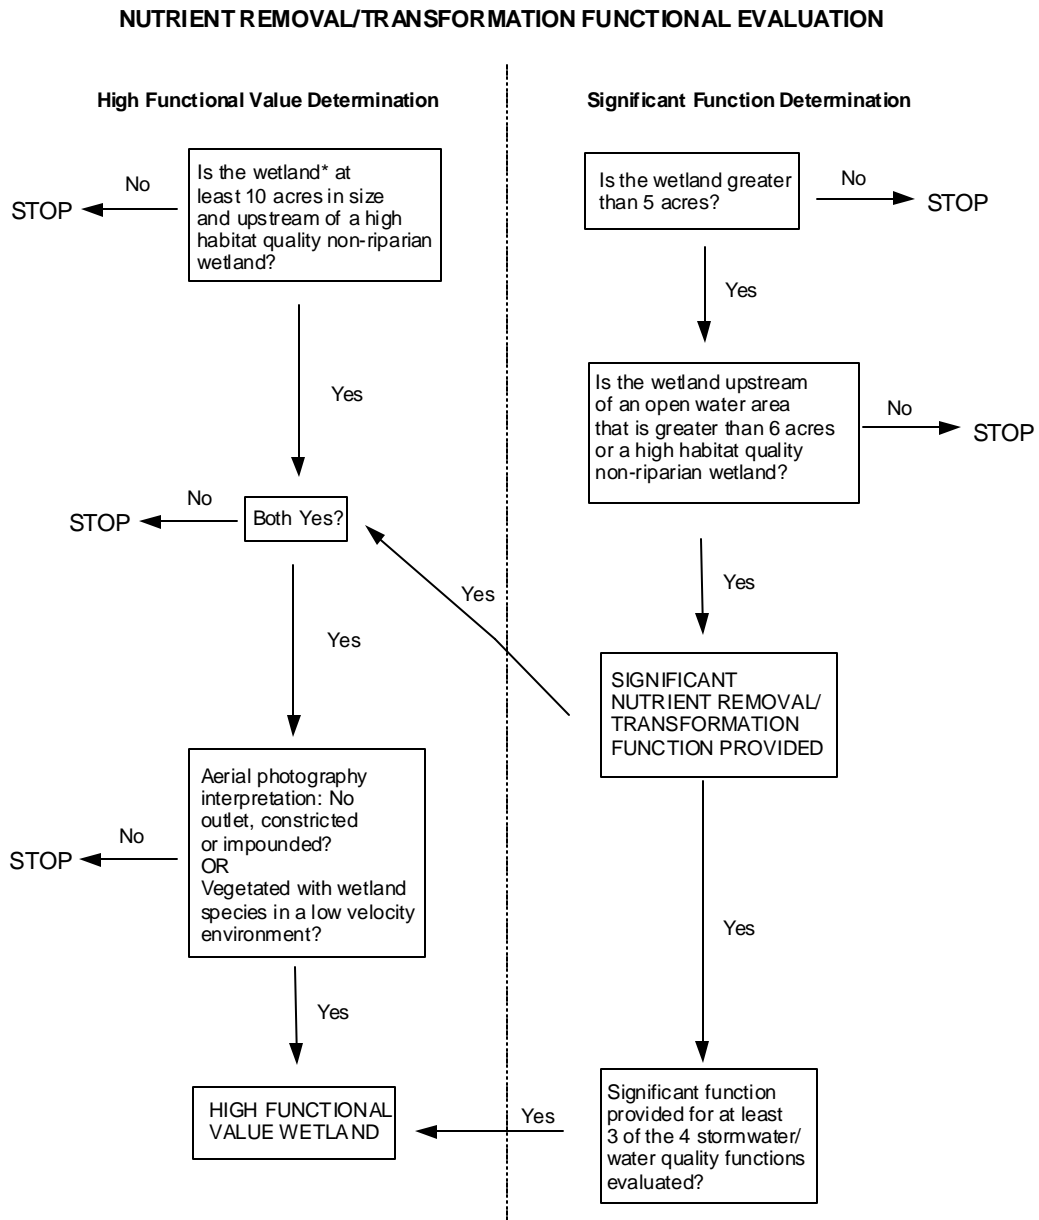 NUTRIENT REMOVAL/TRANSFORMATION FUNCTIONAL EVALUATION
High Functional Value Determination
Is the wetland* at
least 10 acres in size
and upstream of a high
habitat quality non-riparian
wetland?
No
STOP
Yes
Both Yes?
No
STOP
Yes
Aerial photography
interpretation: No
outlet, constricted
or impounded?
OR
Vegetated with wetland
species in a low velocity
environment?
No
STOP
Yes
HIGH FUNCTIONAL
VALUE WETLAND
Significant Function Determination
Is the wetland greater
than 5 acres?
No
STOP
Yes
Is the wetland upstream
of an open water area
that is greater than 6 acres
or a high habitat quality
non-riparian wetland?
No
STOP
Yes
SIGNIFICANT
NUTRIENT REMOVAL/
TRANSFORMATION
FUNCTION PROVIDED
Yes
Yes
Significant function
provided for at least
3 of the 4 stormwater/
water quality functions
evaluated?
Yes